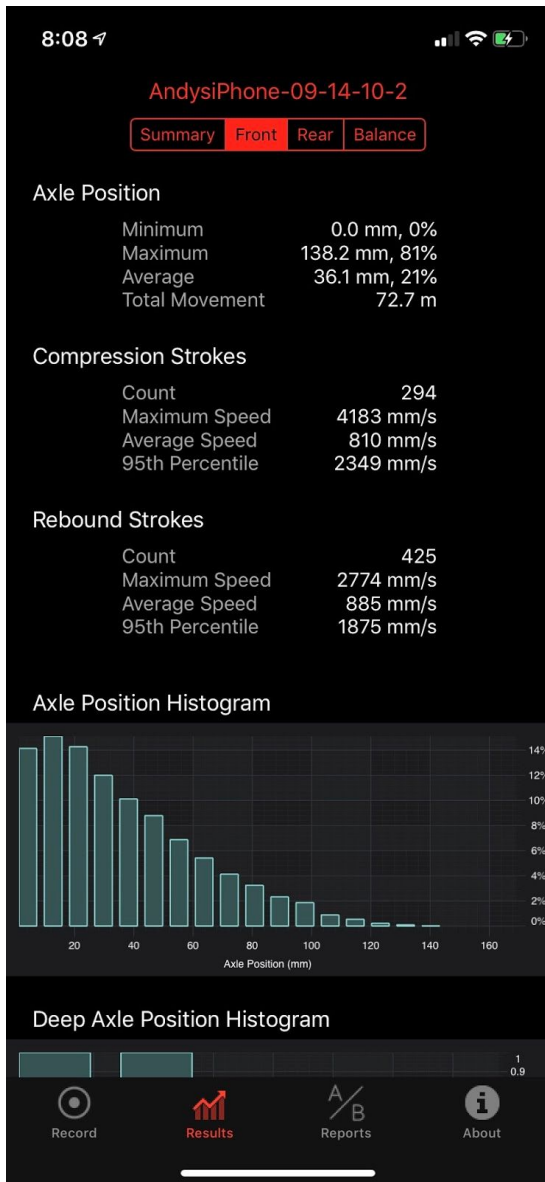 8:08
AndysiPhone-09-14-10-2
Summary Front Rear Balance
Axle Position
Minimum 0.0 mm, 0%
Maximum 138.2 mm, 81%
Average 36.1 mm, 21%
Total Movement 72.7 m
Compression Strokes
Count 294
Maximum Speed 4183 mm/s
Average Speed 810 mm/s
95th Percentile 2349 mm/s
Rebound Strokes
Count 425
Maximum Speed 2774 mm/s
Average Speed 885 mm/s
95th Percentile 1875 mm/s
Axle Position Histogram
14%
12%
10%
8%
6%
4%
2%
0%
20 40 60 80 100 120 140 160
Axle Position (mm)
Deep Axle Position Histogram
1
0.9
A/B
Record Results Reports About